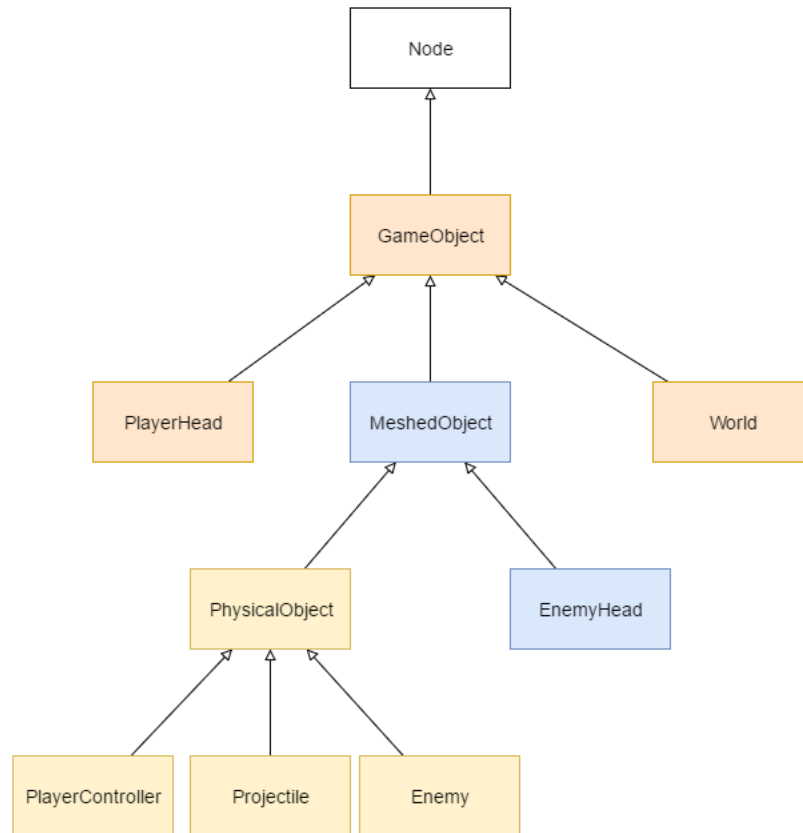 Node
GameObject
PlayerHead
MeshedObject
World
PhysicalObject
EnemyHead
PlayerController
Projectile
Enemy